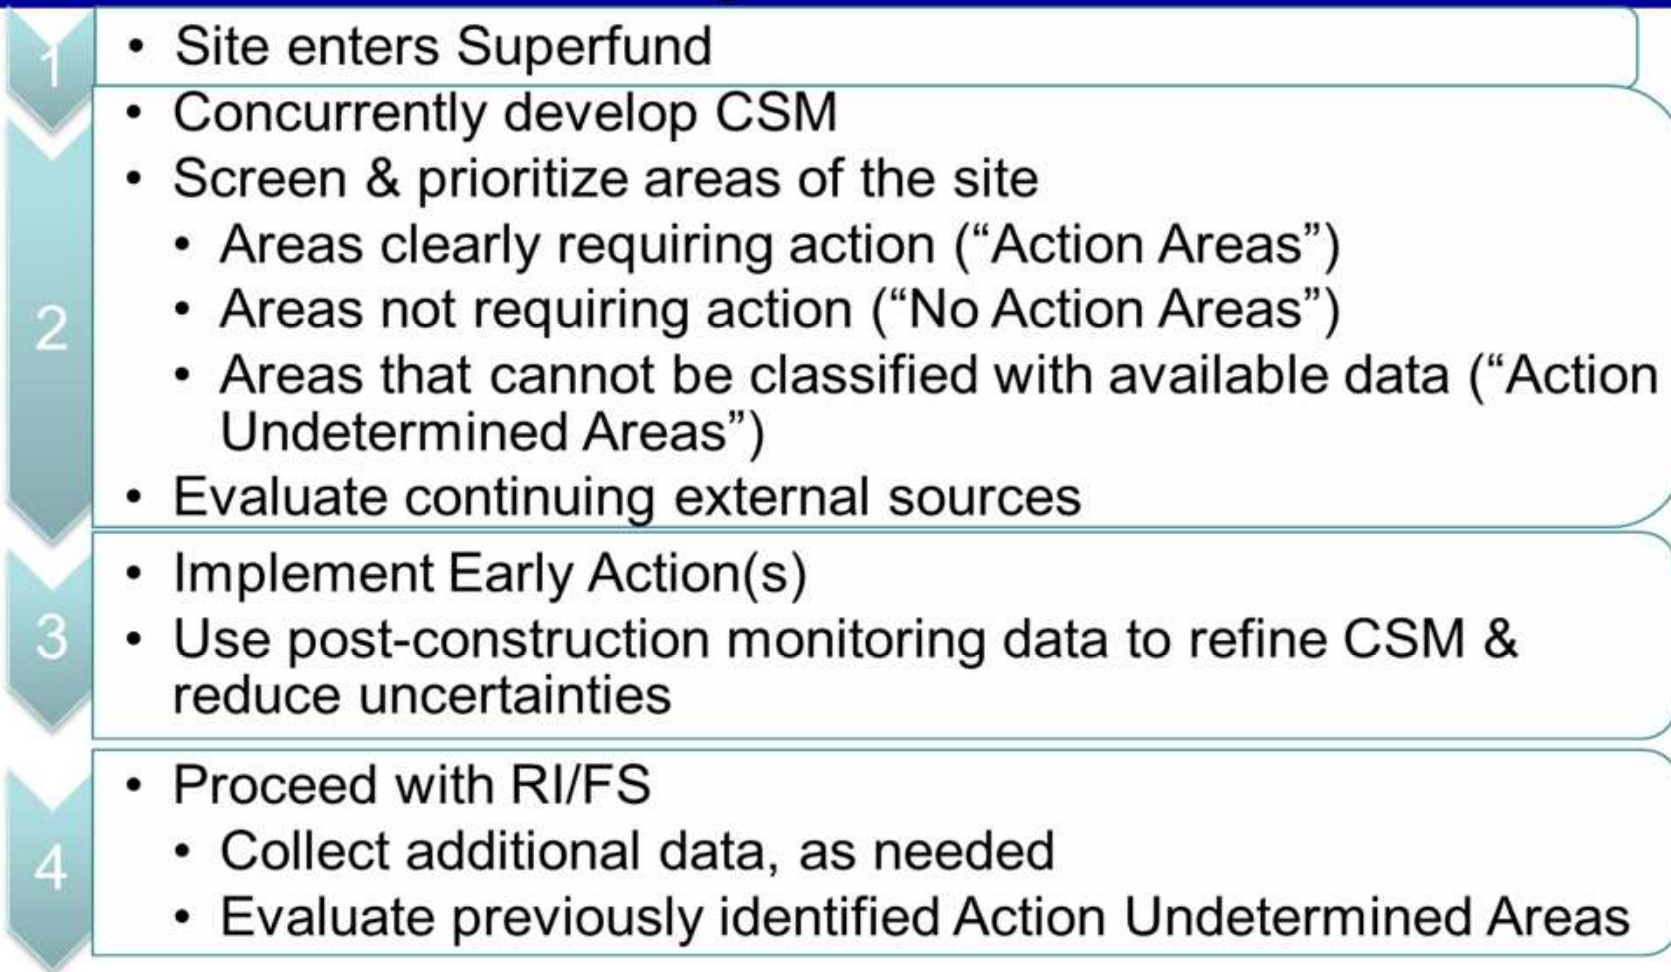 1
• Site enters Superfund
2
• Concurrently develop CSM
• Screen & prioritize areas of the site
• Areas clearly requiring action (“Action Areas”)
• Areas not requiring action (“No Action Areas”)
• Areas that cannot be classified with available data (“Action
Undetermined Areas”)
• Evaluate continuing external sources
3
• Implement Early Action(s)
• Use post-construction monitoring data to refine CSM &
reduce uncertainties
4
• Proceed with RI/FS
• Collect additional data, as needed
• Evaluate previously identified Action Undetermined Areas